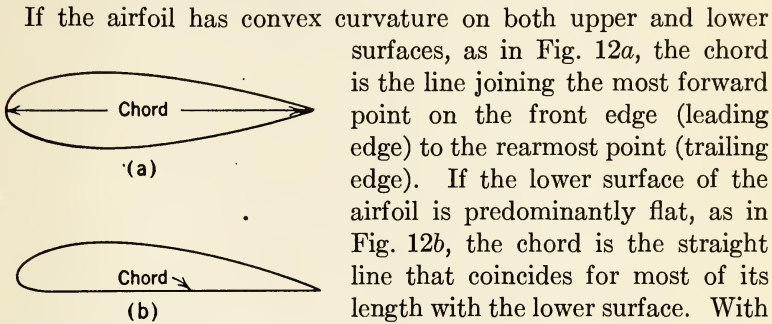 If the airfoil has convex curvature on both upper and lower
surfaces, as in Fig. 12a, the chord
is the line joining the most forward
point on the front edge (leading
edge) to the rearmost point (trailing
edge). If the lower surface of the
airfoil is predominantly flat, as in
Fig. 12b, the chord is the straight
line that coincides for most of its
length with the lower surface. With
Chord
(a)
Chord
(b)